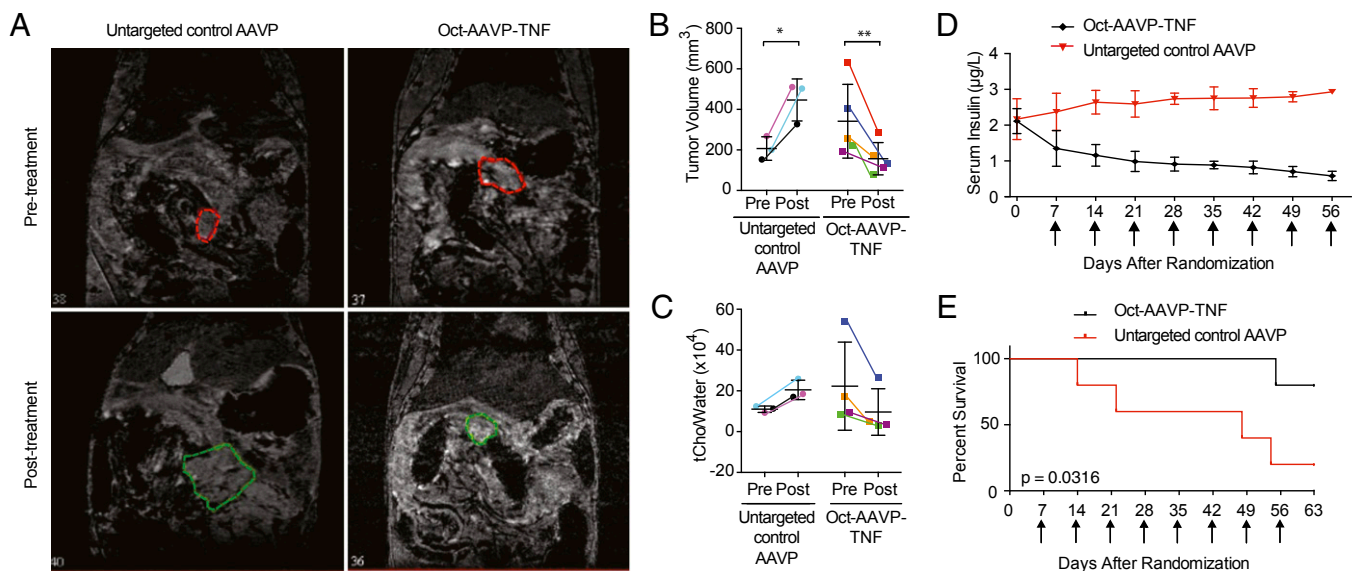 A
Untargeted control AAVP
Oct-AAVP-TNF
Pre-treatment
38
37
Post-treatment
40
36
B
Tumor Volume (mm³)
800
600
400
200
0
*
**
Pre Post
Pre Post
Untargeted
control
AAVP
Oct-AAVP-
TNF
C
tCho/Water (x10⁴)
60
40
20
0
-20
Pre Post
Pre Post
Untargeted
control
AAVP
Oct-AAVP-
TNF
D
Oct-AAVP-TNF
Untargeted control AAVP
Serum Insulin (µg/L)
4
3
2
1
0
0 7 14 21 28 35 42 49 56
Days After Randomization
E
Oct-AAVP-TNF
Untargeted control AAVP
Percent Survival
100
50
0
p = 0.0316
0 7 14 21 28 35 42 49 56 63
Days After Randomization